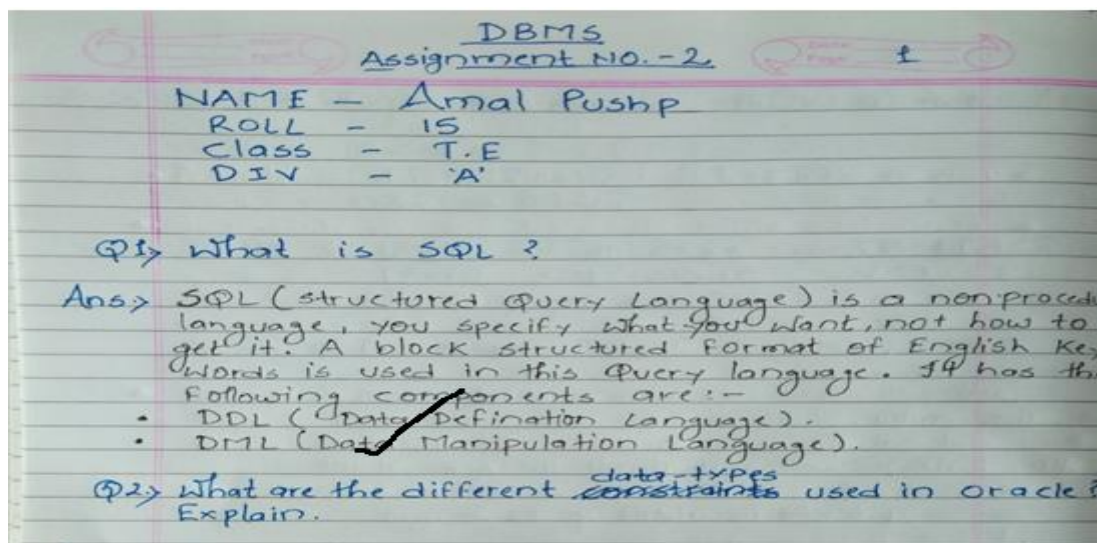 DBMS
Assignment NO.-2 1
NAME - Amal Pushp
ROLL - 15
Class - T.E
DIV - 'A'
Q1> What is SQL ?
Ans> SQL (structured Query Language) is a nonproced
language, you specify what you want, not how to
get it. A block structured format of English Key
words is used in this Query language. It has the
following components are:-
• DDL (Data Defination Language).
• DML (Data Manipulation Language).
data-types
Q2> What are the different constraints used in oracle ?
Explain.